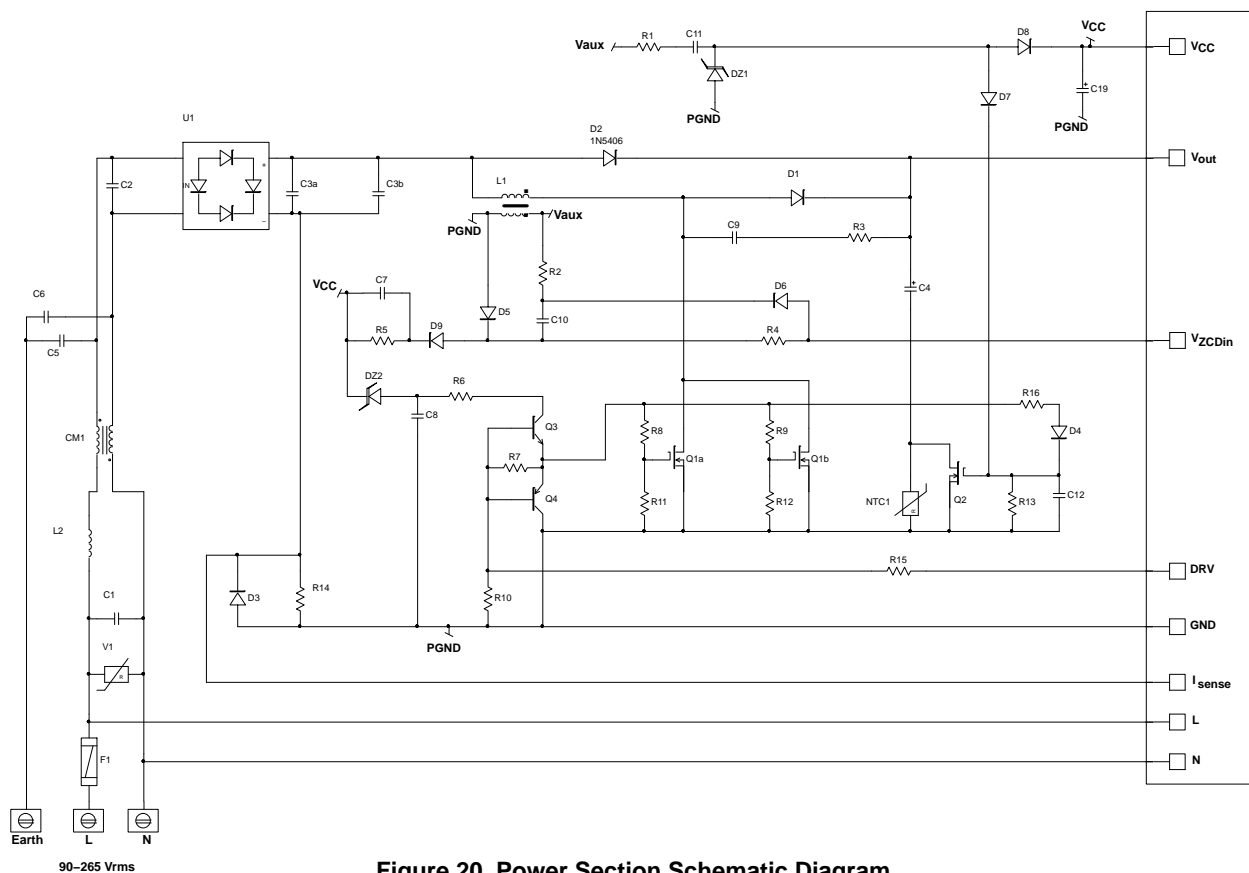 Vaux
R1
C11
DZ1
PGND
D8
VCC
C19
PGND
D7
VCC
U1
IN
+
−
C2
C3a
C3b
D2
1N5406
Vout
L1
PGND
Vaux
D1
C9
R3
R2
C4
VCC
C7
D6
C6
C5
R5
D9
D5
C10
R4
VZCDin
DZ2
C8
R6
Q3
R7
Q4
R8
Q1a
R11
R9
Q1b
R12
R16
D4
CM1
NTC1
R
Q2
R13
C12
L2
D3
R14
R10
R15
DRV
C1
PGND
GND
V1
R
I sense
L
F1
N
Earth
L
N
90−265 Vrms
Figure 20. Power Section Schematic Diagram